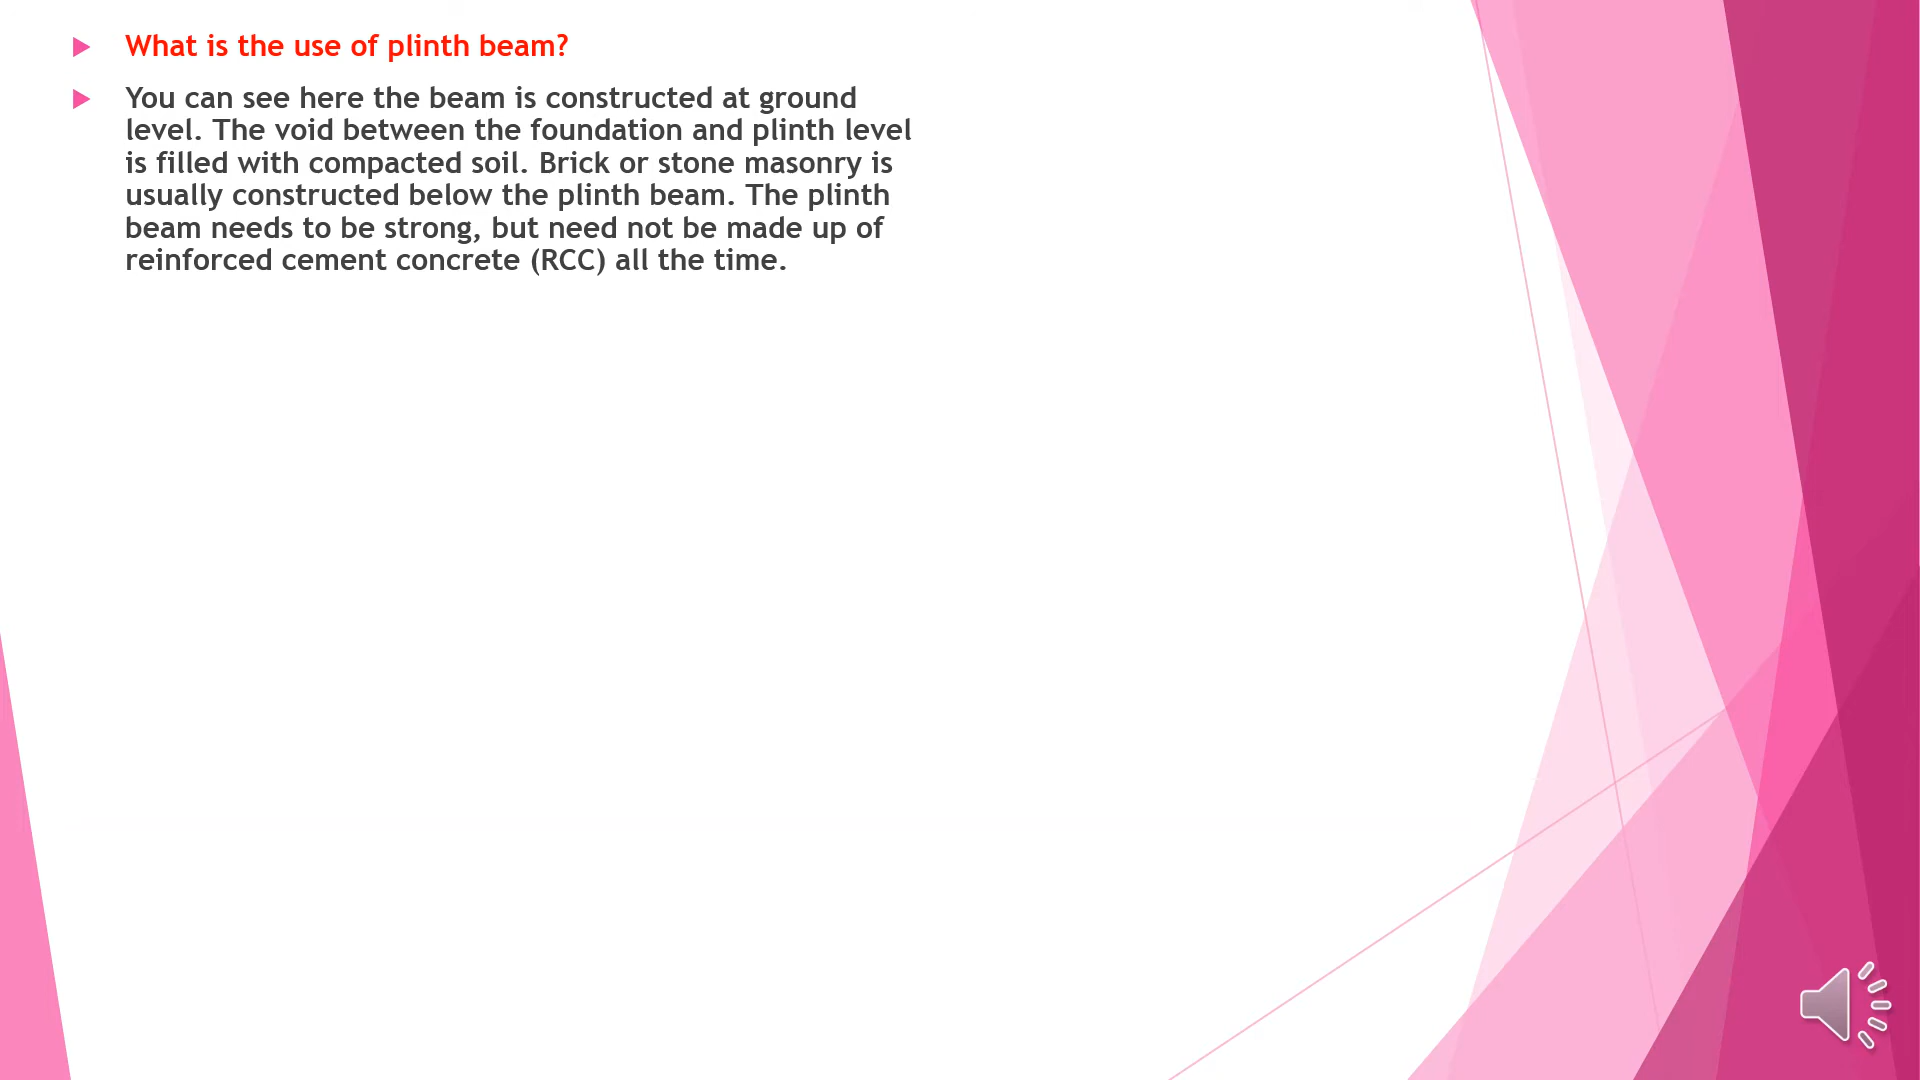 What is the use of plinth beam?
You can see here the beam is constructed at ground
level. The void between the foundation and plinth level
is filled with compacted soil. Brick or stone masonry is
usually constructed below the plinth beam. The plinth
beam needs to be strong, but need not be made up of
reinforced cement concrete (RCC) all the time.